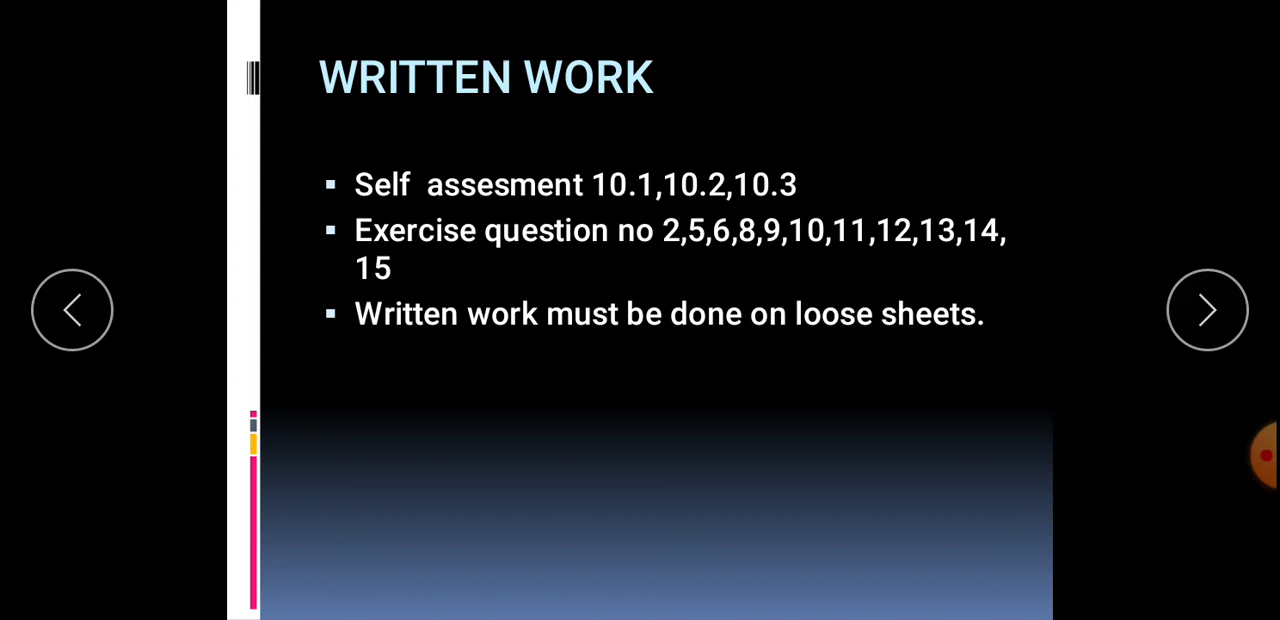 WRITTEN WORK
▪ Self assesment 10.1,10.2,10.3
▪ Exercise question no 2,5,6,8,9,10,11,12,13,14,
15
▪ Written work must be done on loose sheets.